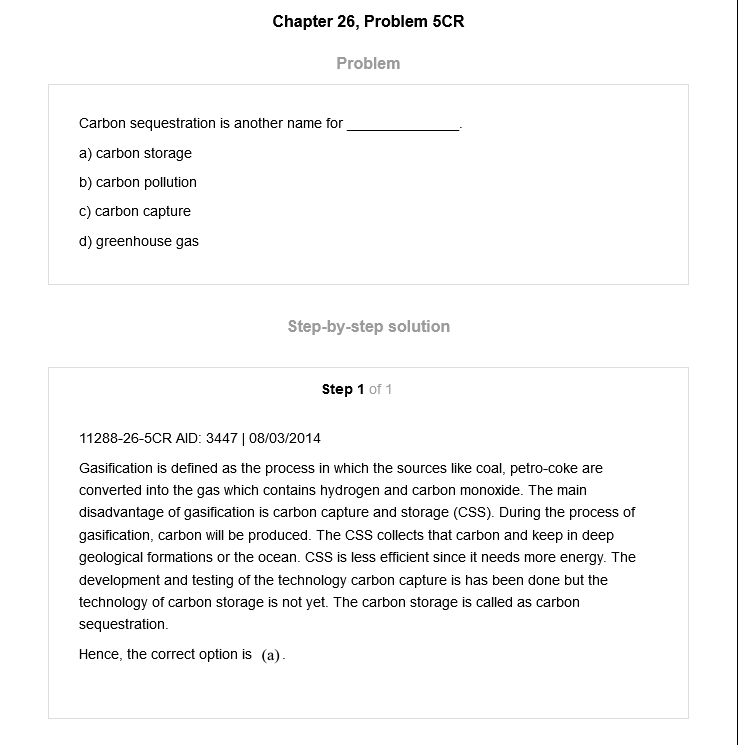 Chapter 26, Problem 5CR
Problem
Carbon sequestration is another name for _______________.
a) carbon storage
b) carbon pollution
c) carbon capture
d) greenhouse gas
Step-by-step solution
Step 1 of 1
11288-26-5CR AID: 3447 | 08/03/2014
Gasification is defined as the process in which the sources like coal, petro-coke are
converted into the gas which contains hydrogen and carbon monoxide. The main
disadvantage of gasification is carbon capture and storage (CSS). During the process of
gasification, carbon will be produced. The CSS collects that carbon and keep in deep
geological formations or the ocean. CSS is less efficient since it needs more energy. The
development and testing of the technology carbon capture is has been done but the
technology of carbon storage is not yet. The carbon storage is called as carbon
sequestration.
Hence, the correct option is (a).